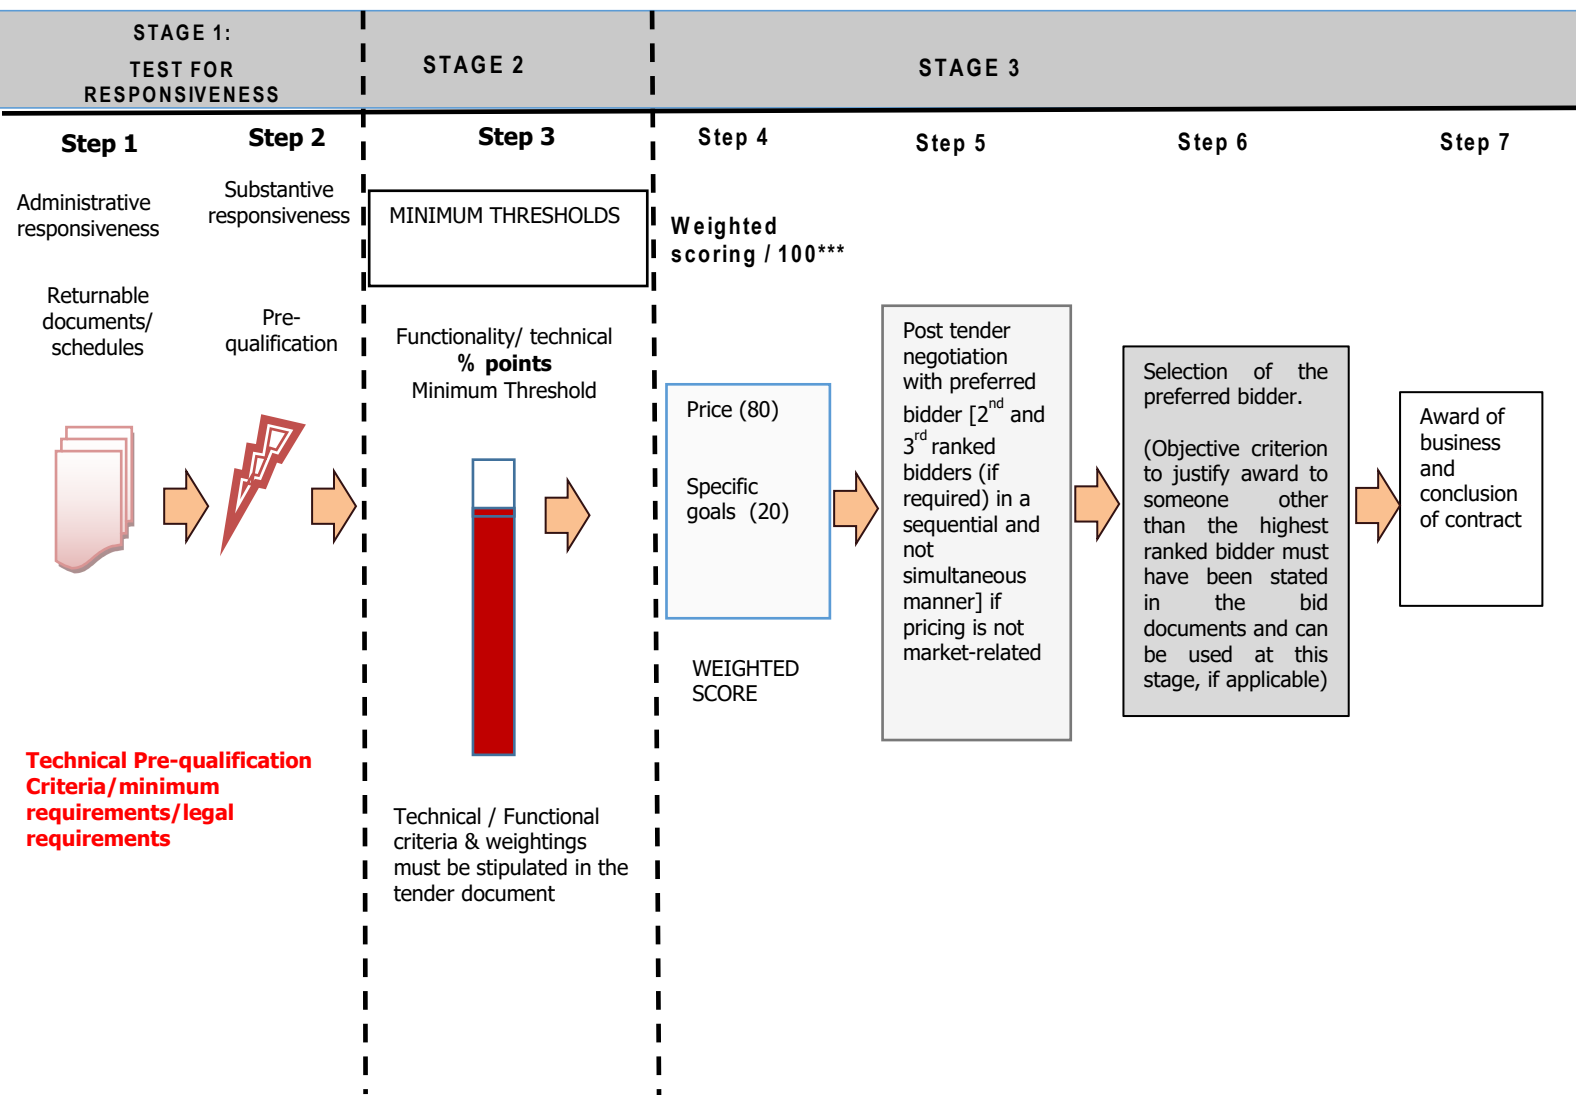 STAGE 1:
TEST FOR
RESPONSIVENESS
STAGE 2
STAGE 3
Step 1
Step 2
Step 3
Step 4
Step 5
Step 6
Step 7
Administrative
responsiveness
Returnable
documents/
schedules
Substantive
responsiveness
Pre-
qualification
Technical Pre-qualification
Criteria/minimum
requirements/legal
requirements
MINIMUM THRESHOLDS
Functionality/ technical
% points
Minimum Threshold
Technical / Functional
criteria & weightings
must be stipulated in the
tender document
Weighted
scoring / 100***
Price (80)
Specific
goals (20)
WEIGHTED
SCORE
Post tender
negotiation
with preferred
bidder [2nd and
3rd ranked
bidders (if
required) in a
sequential and
not
simultaneous
manner] if
pricing is not
market-related
Selection of the
preferred bidder.
(Objective criterion
to justify award to
someone other
than the highest
ranked bidder must
have been stated
in the bid
documents and can
be used at this
stage, if applicable)
Award of
business
and
conclusion
of contract